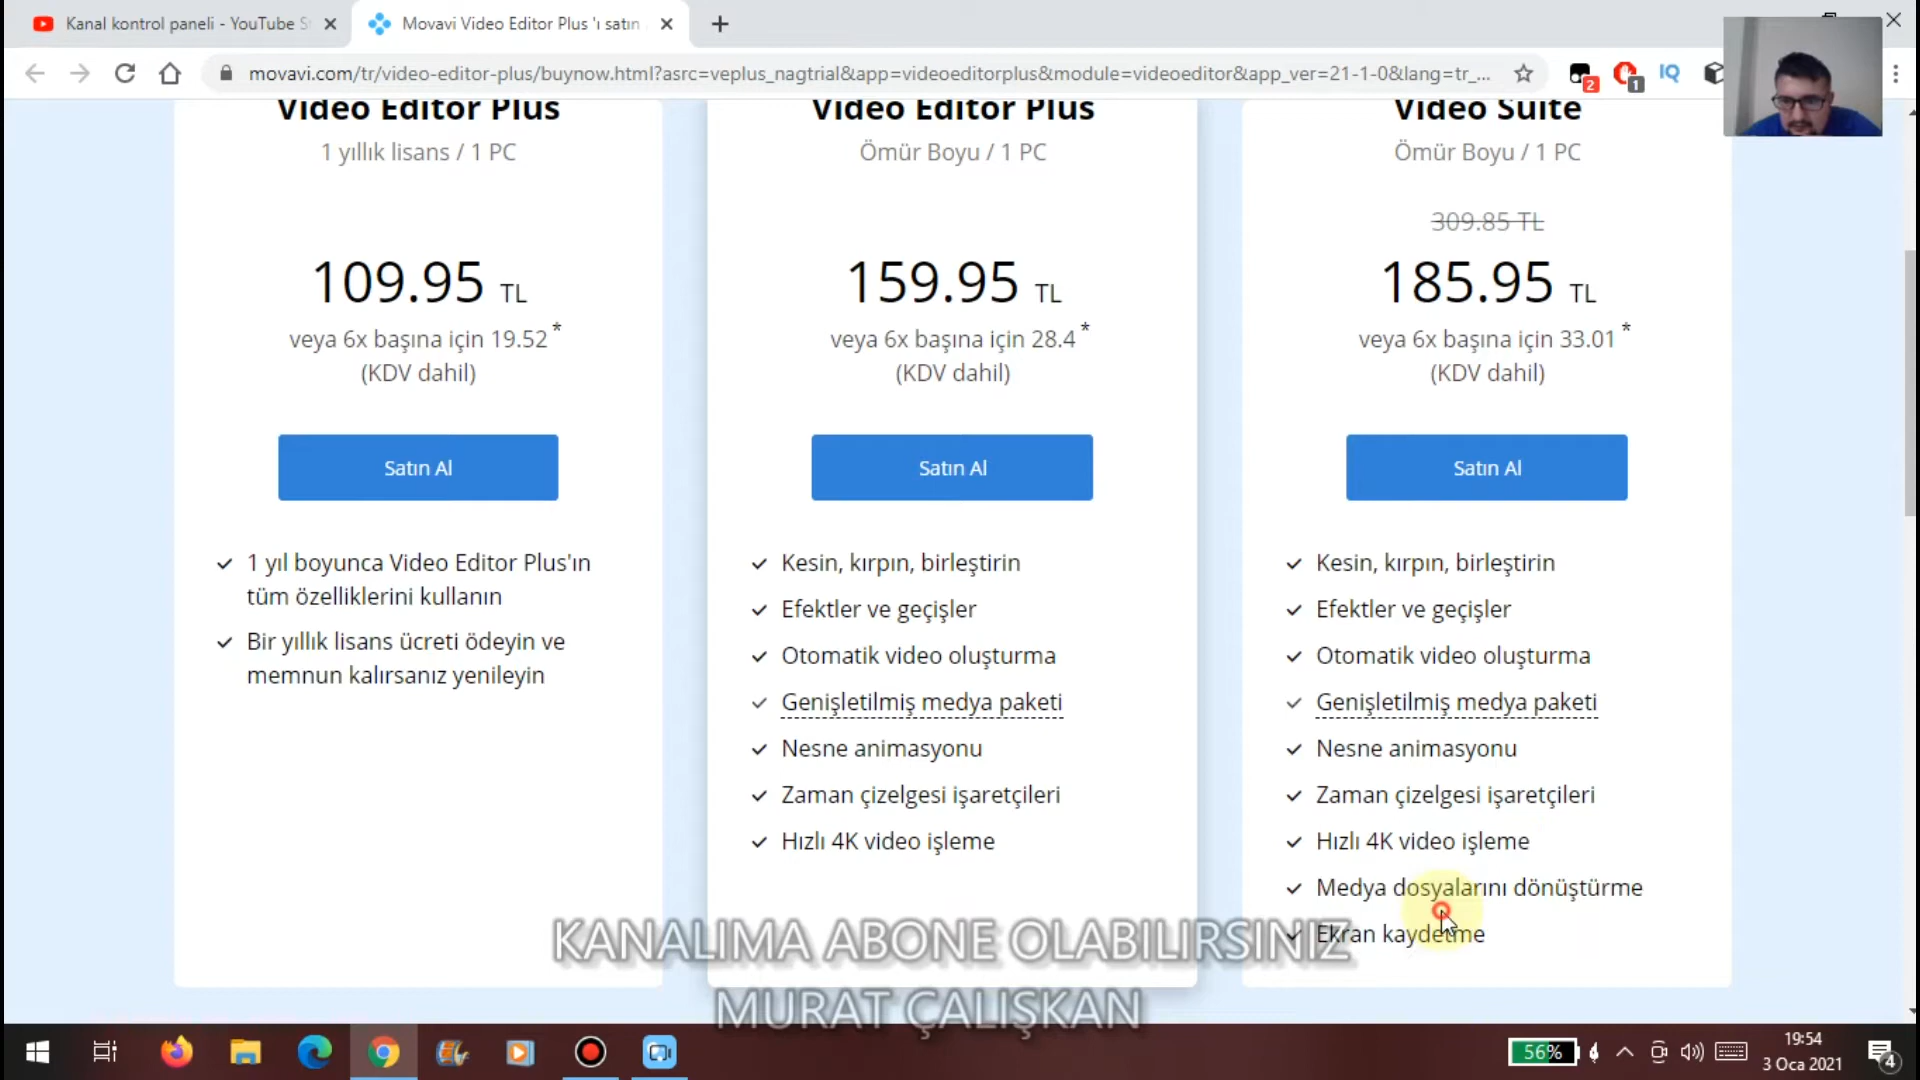 Kanal kontrol paneli - YouTube S
Movavi Video Editor Plus 'ı satın
movavi.com/tr/video-editor-plus/buynow.html?asrc=veplus_nagtrial&app=videoeditorplus&module=videoeditor&app_ver=21-1-0&lang=tr_...
2
1
IQ
Video Editor Plus
1 yıllık lisans / 1 PC
109.95 TL
veya 6x başına için 19.52 *
(KDV dahil)
Satın Al
1 yıl boyunca Video Editor Plus'ın
tüm özelliklerini kullanın
Bir yıllık lisans ücreti ödeyin ve
memnun kalırsanız yenileyin
Video Editor Plus
Ömür Boyu / 1 PC
159.95 TL
veya 6x başına için 28.4 *
(KDV dahil)
Satın Al
Kesin, kırpın, birleştirin
Efektler ve geçişler
Otomatik video oluşturma
Genişletilmiş medya paketi
Nesne animasyonu
Zaman çizelgesi işaretçileri
Hızlı 4K video işleme
Video Suite
Ömür Boyu / 1 PC
309.85 TL
185.95 TL
veya 6x başına için 33.01 *
(KDV dahil)
Satın Al
Kesin, kırpın, birleştirin
Efektler ve geçişler
Otomatik video oluşturma
Genişletilmiş medya paketi
Nesne animasyonu
Zaman çizelgesi işaretçileri
Hızlı 4K video işleme
Medya dosyalarını dönüştürme
Ekran kaydetme
KANALIMA ABONE OLABILIRSINIZ
MURAT ÇALIŞKAN
56%
19:54
3 Oca 2021
4